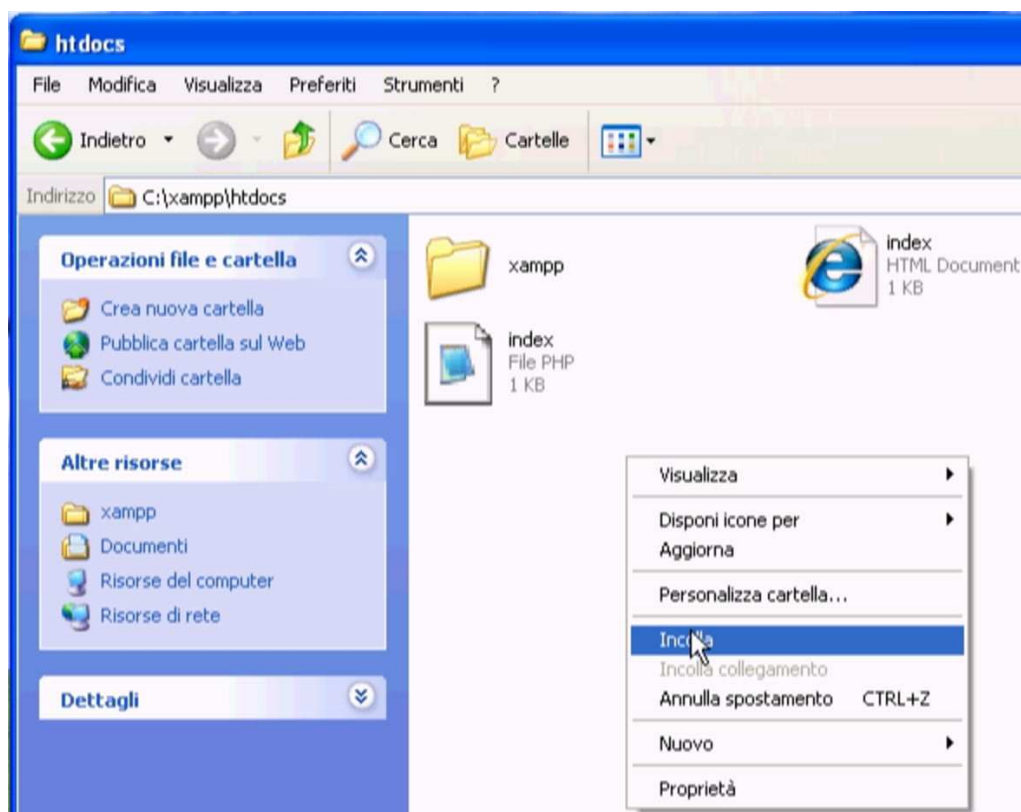 htdocs
File Modifica Visualizza Preferiti Strumenti ?
Indietro Cerca Cartelle
Indirizzo C:\xampp\htdocs
Operazioni file e cartella
Crea nuova cartella
Pubblica cartella sul Web
Condividi cartella
Altre risorse
xampp
Documenti
Risorse del computer
Risorse di rete
Dettagli
xampp
index
HTML Document
1 KB
index
File PHP
1 KB
Visualizza
Disponi icone per
Aggiorna
Personalizza cartella...
Incolla
Incolla collegamento
Annulla spostamento CTRL+Z
Nuovo
Proprietà